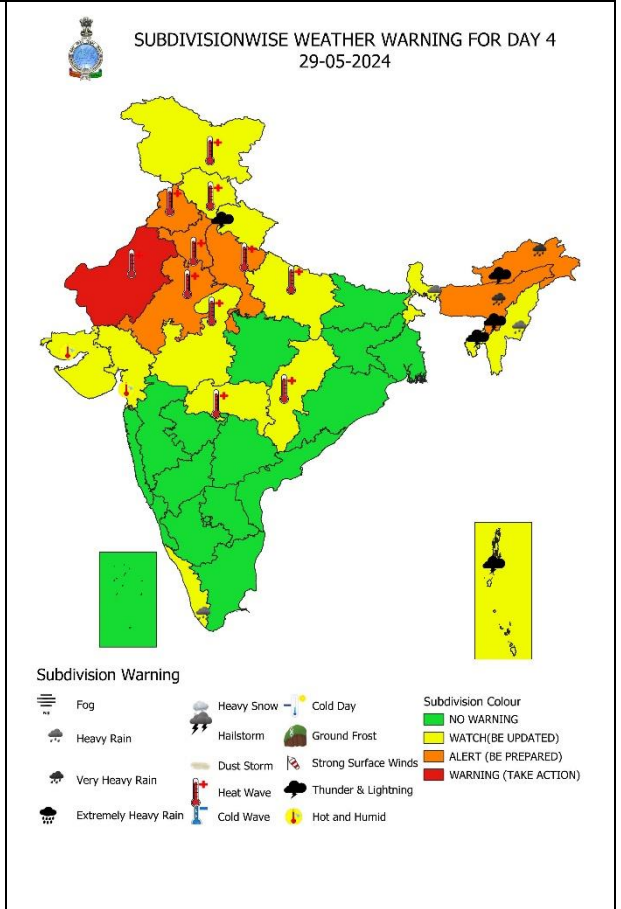 SUBDIVISIONWISE WEATHER WARNING FOR DAY 4
29-05-2024
Subdivision Warning
Fog
Heavy Rain
Very Heavy Rain
Extremely Heavy Rain
Heavy Snow
Hailstorm
Dust Storm
Heat Wave
Cold Wave
Cold Day
Ground Frost
Strong Surface Winds
Thunder & Lightning
Hot and Humid
Subdivision Colour
NO WARNING
WATCH(BE UPDATED)
ALERT (BE PREPARED)
WARNING (TAKE ACTION)